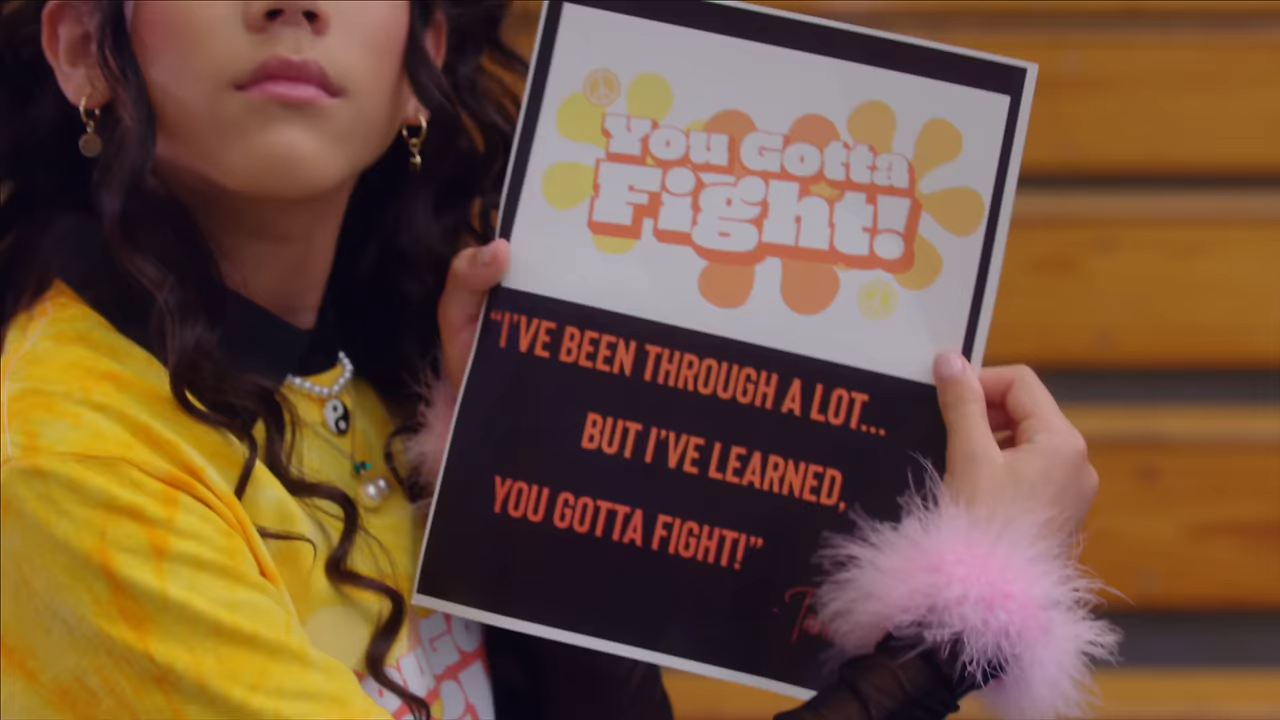 You Gotta
Fight!
“I'VE BEEN THROUGH A LOT...
BUT I'VE LEARNED,
YOU GOTTA FIGHT!”